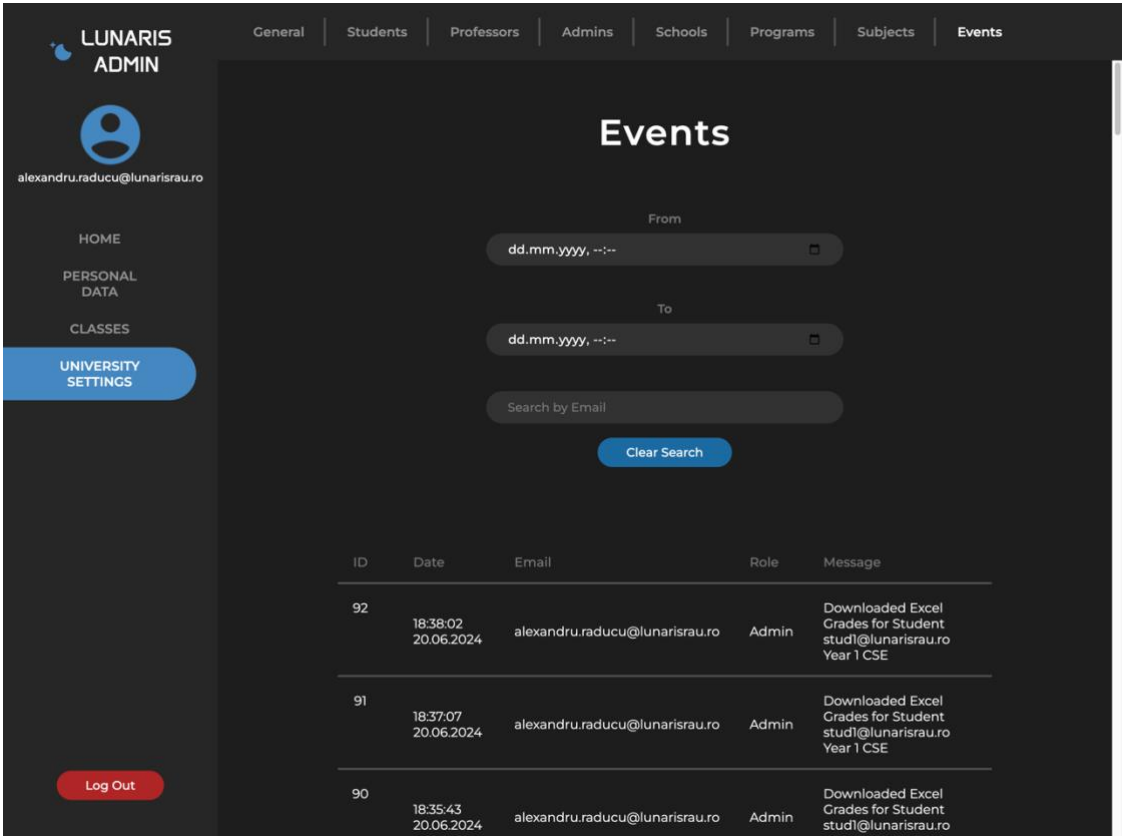 LUNARIS
ADMIN
alexandru.raducu@lunarisrau.ro
HOME
PERSONAL
DATA
CLASSES
UNIVERSITY
SETTINGS
Log Out
General
Students
Professors
Admins
Schools
Programs
Subjects
Events
Events
From
dd.mm.yyyy, --:--
To
dd.mm.yyyy, --:--
Search by Email
Clear Search
ID Date Email Role Message
92
18:38:02
20.06.2024
alexandru.raducu@lunarisrau.ro
Admin
Downloaded Excel
Grades for Student
stud1@lunarisrau.ro
Year 1 CSE
91
18:37:07
20.06.2024
alexandru.raducu@lunarisrau.ro
Admin
Downloaded Excel
Grades for Student
stud1@lunarisrau.ro
Year 1 CSE
90
18:35:43
20.06.2024
alexandru.raducu@lunarisrau.ro
Admin
Downloaded Excel
Grades for Student
stud1@lunarisrau.ro